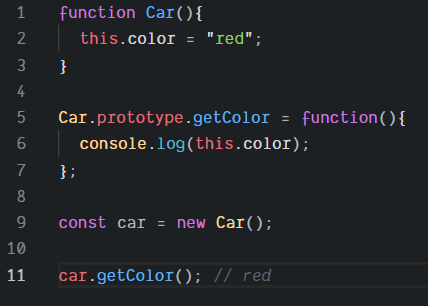 1 function Car(){
2   this.color = "red";
3 }
4
5 Car.prototype.getColor = function(){
6   console.log(this.color);
7 };
8
9 const car = new Car();
10
11 car.getColor(); // red